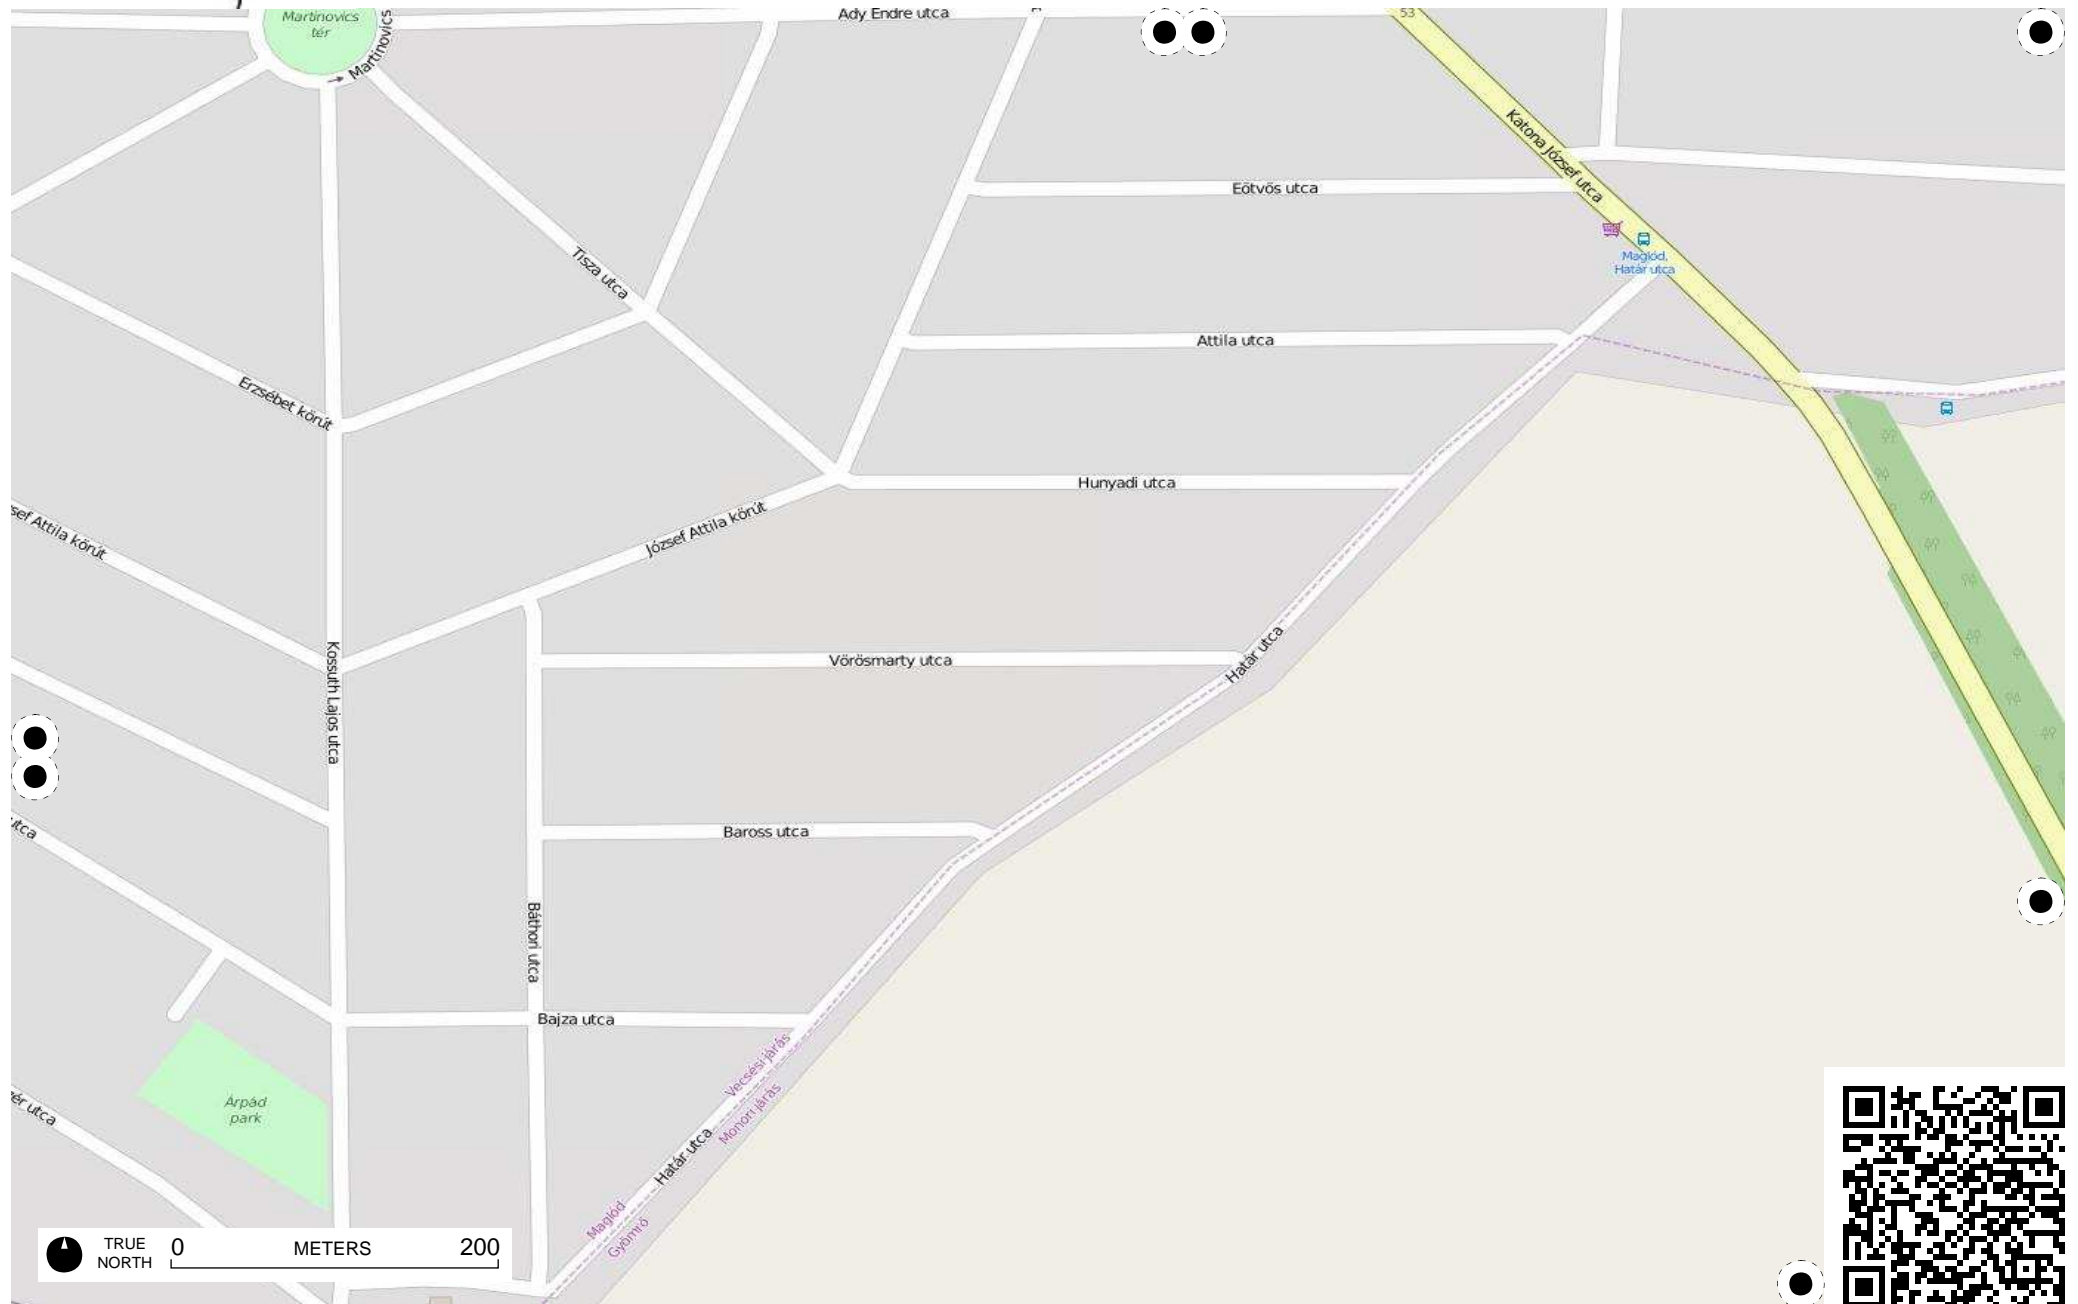 Martinovics
tér
Martinovics
Ady Endre utca
53
Katona József utca
Eötvös utca
Maglód,
Határ utca
Tisza utca
Attila utca
Erzsébet körút
Hunyadi utca
József Attila körút
sef Attila körút
Kossuth Lajos utca
Vörösmarty utca
Határ utca
utca
Baross utca
Báthori utca
Bajza utca
Vecsési járás
Monori járás
Árpád
park
ér utca
Határ utca
Maglód
Gyömrő
TRUE
NORTH
0 METERS 200